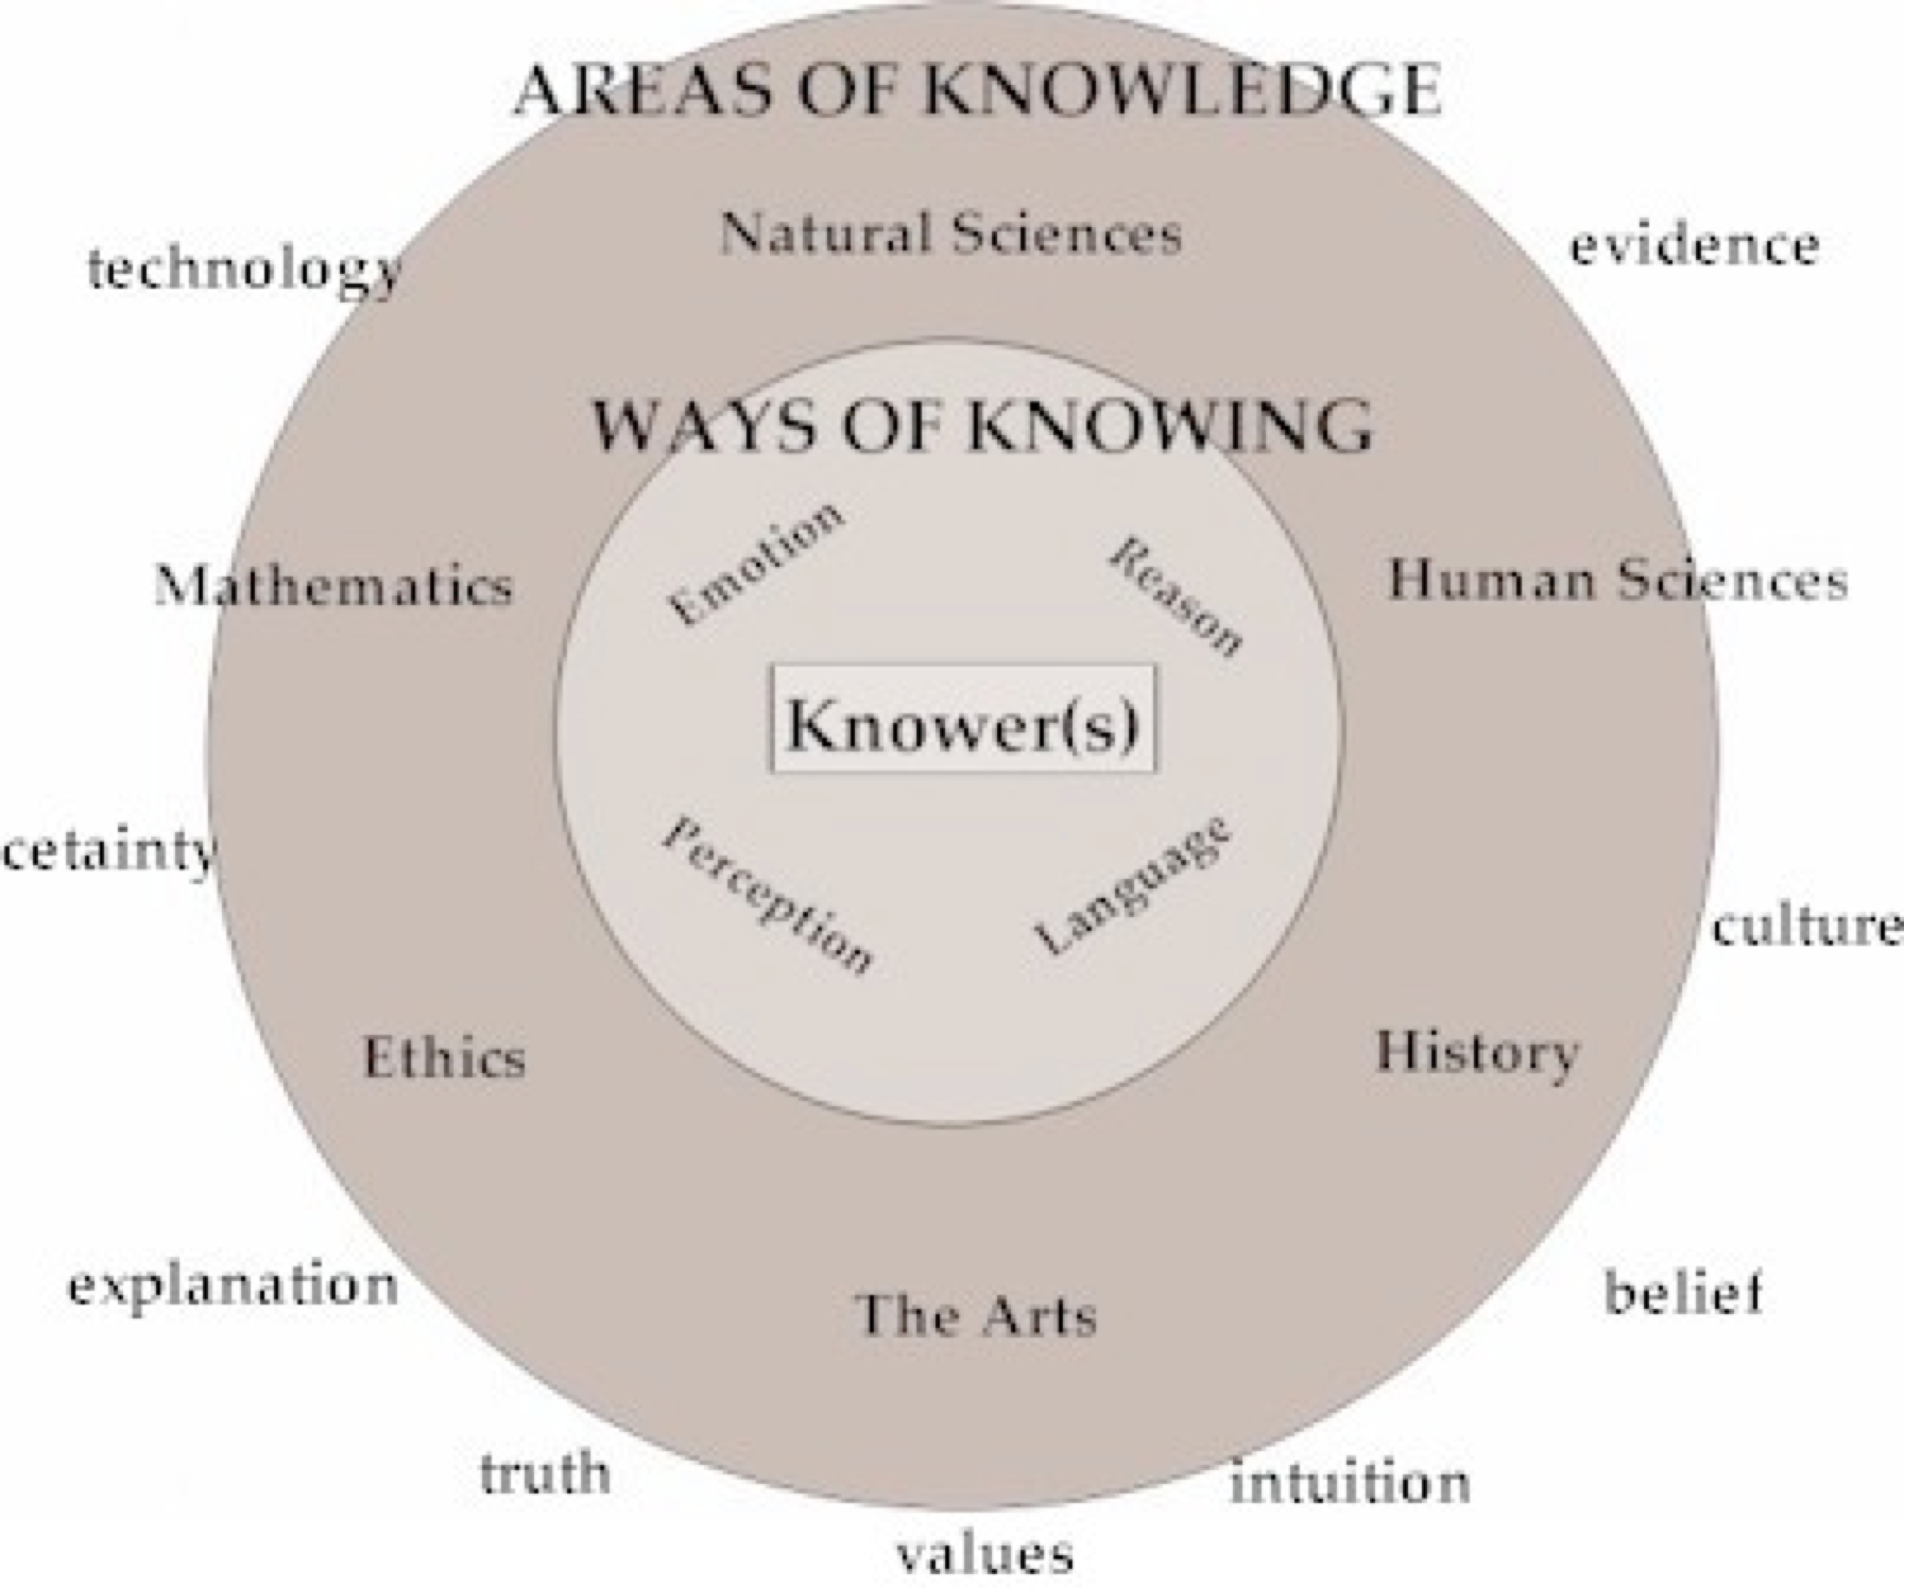 AREAS OF KNOWLEDGE
Natural Sciences
technology
evidence
WAYS OF KNOWING
Emotion
Reason
Mathematics
Human Sciences
Knower(s)
cetainty
Perception
Language
culture
Ethics
History
explanation
belief
The Arts
truth
intuition
values